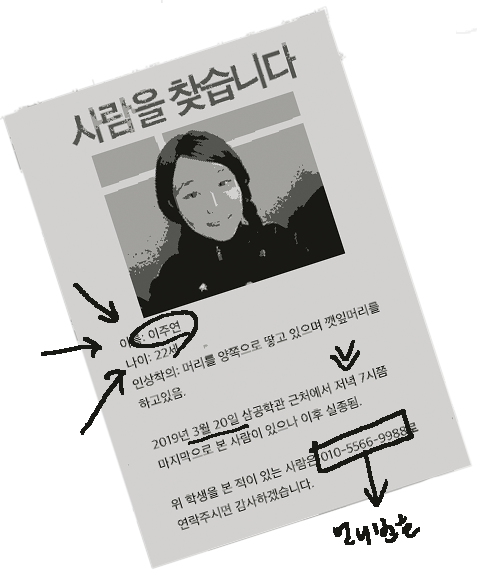 사람을 찾습니다
이름: 이주연
나이: 22세
인상착의: 머리를 양쪽으로 땋고 있으며 깻잎머리를
하고있음.
2019년 3월 20일 삼공학관 근처에서 저녁 7시쯤
마지막으로 본 사람이 있으나 이후 실종됨.
위 학생을 본 적이 있는 사람은 010-5566-9988로
연락주시면 감사하겠습니다.